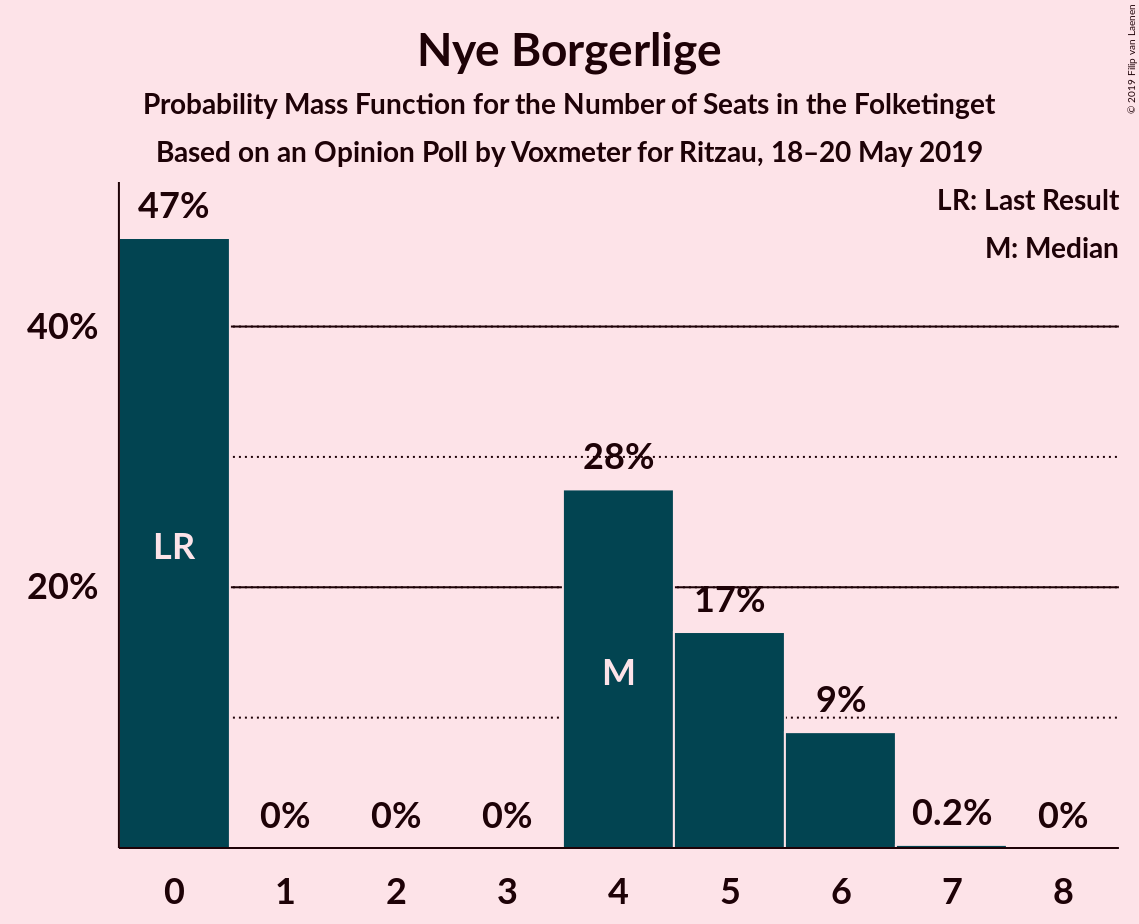 Nye Borgerlige
Probability Mass Function for the Number of Seats in the Folketinget
Based on an Opinion Poll by Voxmeter for Ritzau, 18–20 May 2019
© 2019 Filip van Laenen
LR: Last Result
M: Median
47%
40%
28%
LR
20%
17%
M
9%
0%
0%
0%
0.2%
0%
0
1
2
3
4
5
6
7
8